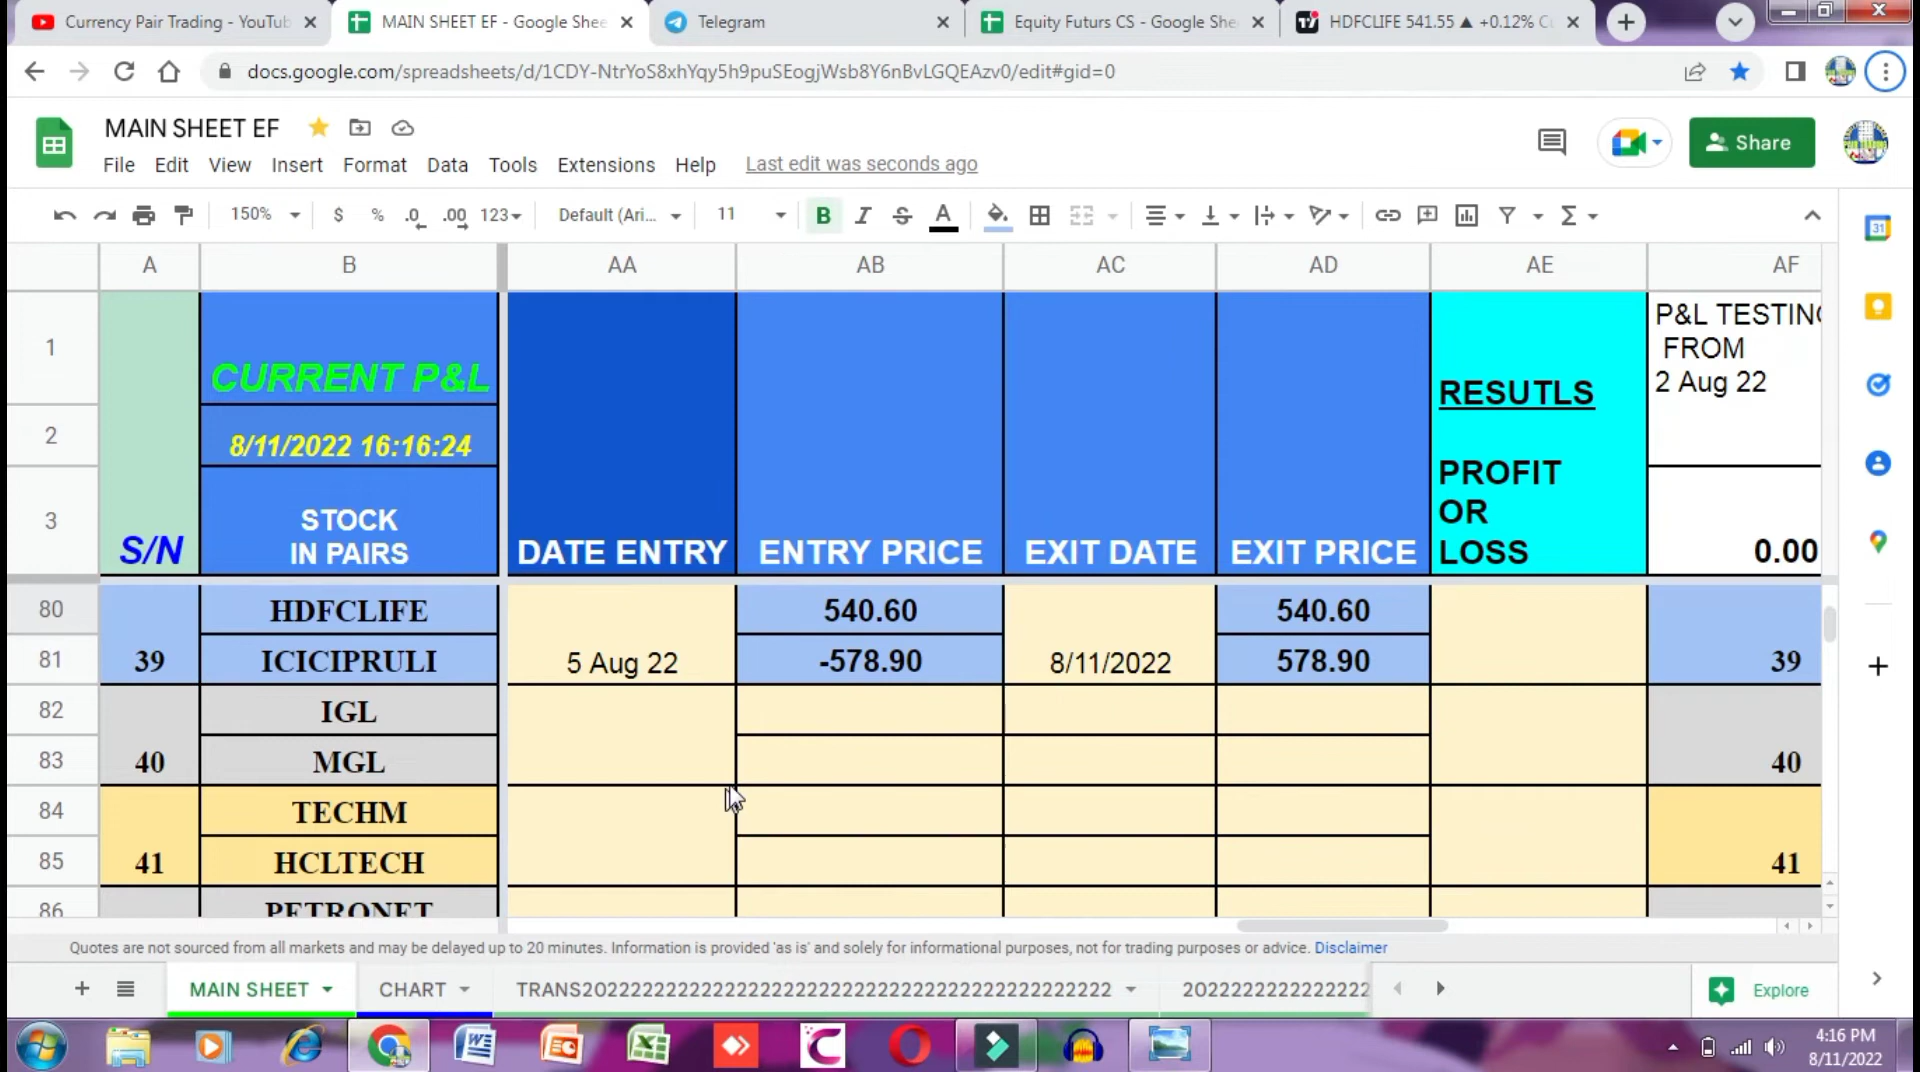 Currency Pair Trading - YouTub
MAIN SHEET EF - Google Shee
Telegram
Equity Futurs CS - Google She
HDFCLIFE 541.55 ▲ +0.12%
docs.google.com/spreadsheets/d/1CDY-NtrYoS8xhYqy5h9puSEogjWsb8Y6nBvLGQEAzv0/edit#gid=0
MAIN SHEET EF
File Edit View Insert Format Data Tools Extensions Help Last edit was seconds ago
Share
150% $ % .0 .00 123 Default (Ari... 11 B I S A
31
A B AA AB AC AD AE AF
1
CURRENT P&L
RESUTLS
P&L TESTING
FROM
2 Aug 22
2
8/11/2022 16:16:24
3
S/N
STOCK
IN PAIRS
DATE ENTRY
ENTRY PRICE
EXIT DATE
EXIT PRICE
PROFIT
OR
LOSS
0.00
80 HDFCLIFE 540.60 540.60
81 39 ICICIPRULI 5 Aug 22 -578.90 8/11/2022 578.90 39
82 IGL
83 40 MGL 40
84 TECHM
85 41 HCLTECH 41
86 PETRONET
Quotes are not sourced from all markets and may be delayed up to 20 minutes. Information is provided 'as is' and solely for informational purposes, not for trading purposes or advice. Disclaimer
MAIN SHEET CHART
Explore
4:16 PM
8/11/2022